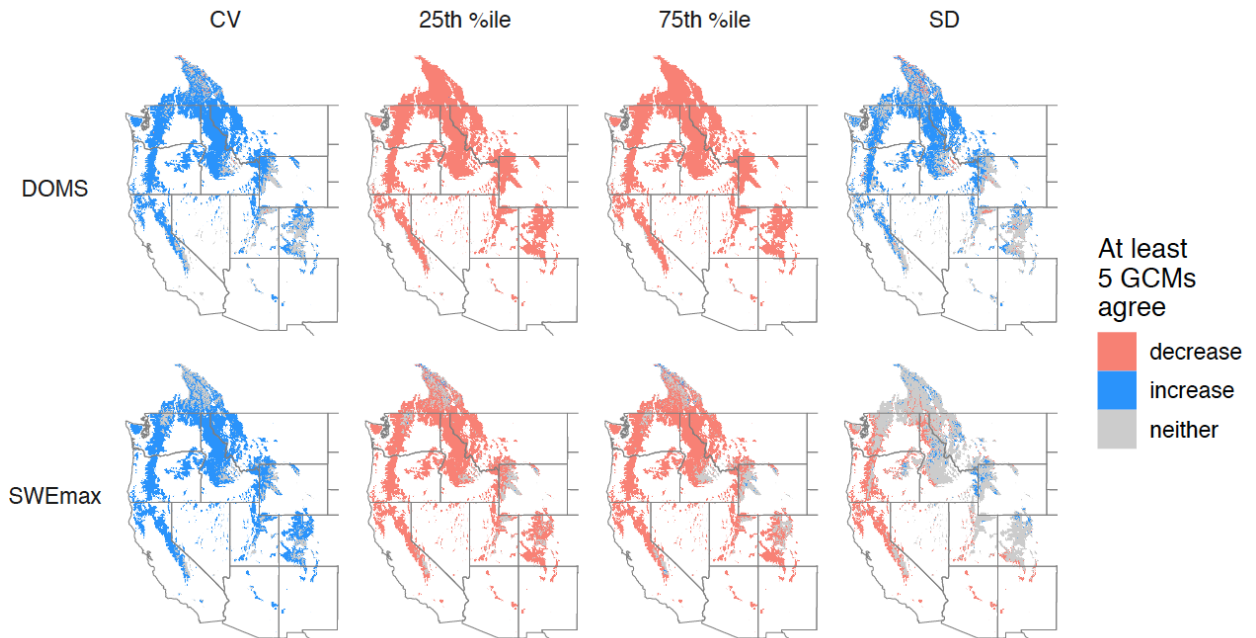 CV
25th %ile
75th %ile
SD
DOMS
SWEmax
At least
5 GCMs
agree
decrease
increase
neither